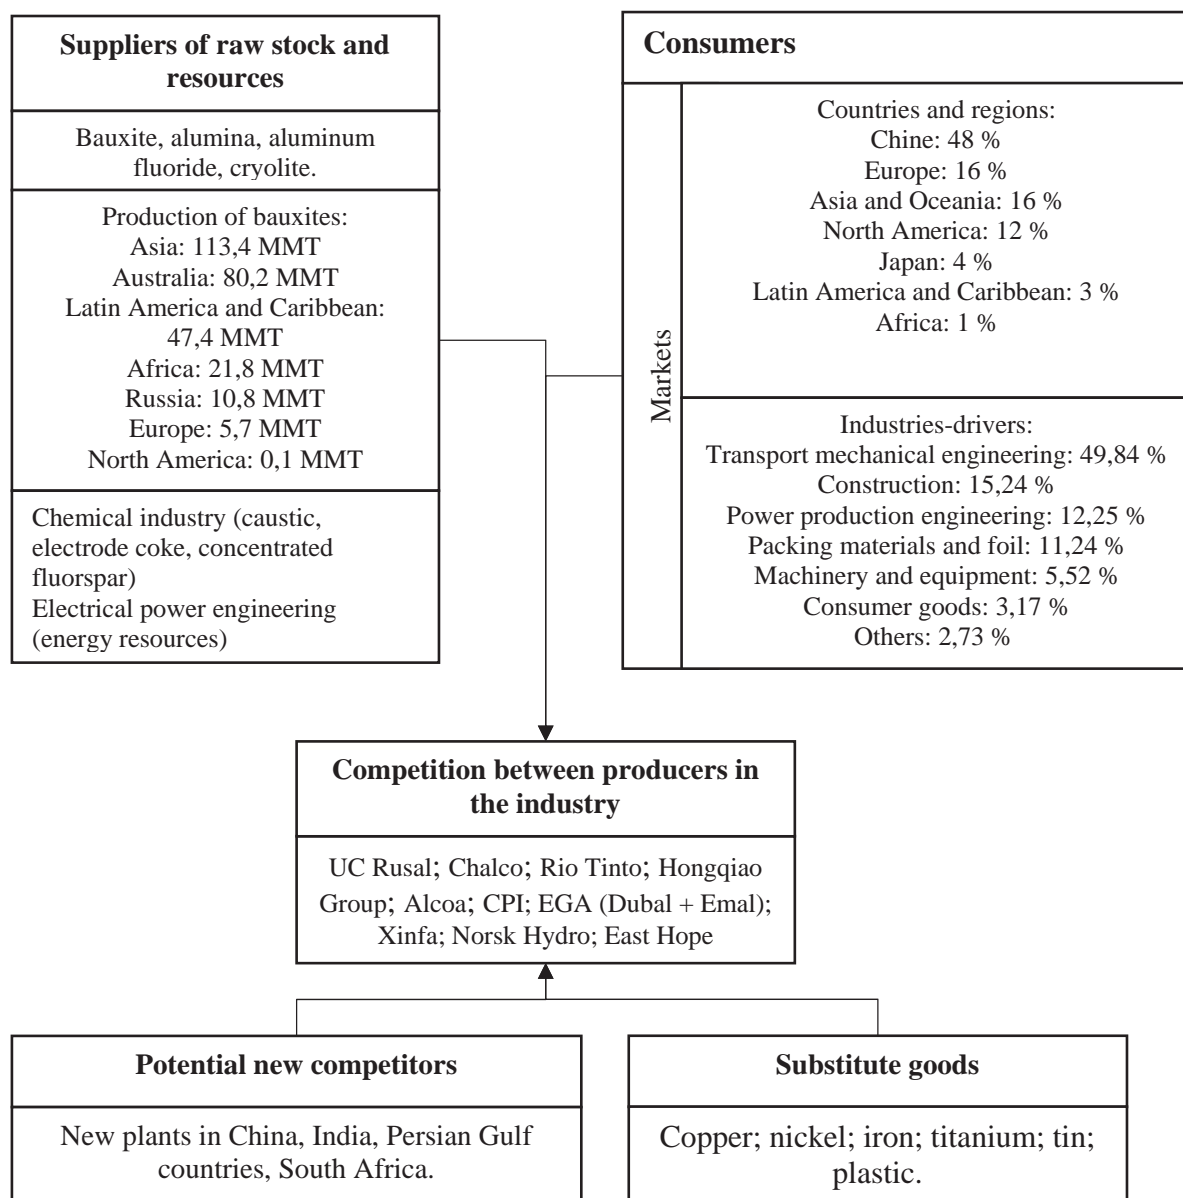 Suppliers of raw stock and
resources
Bauxite, alumina, aluminum
fluoride, cryolite.
Production of bauxites:
Asia: 113,4 MMT
Australia: 80,2 MMT
Latin America and Caribbean:
47,4 MMT
Africa: 21,8 MMT
Russia: 10,8 MMT
Europe: 5,7 MMT
North America: 0,1 MMT
Chemical industry (caustic,
electrode coke, concentrated
fluorspar)
Electrical power engineering
(energy resources)
Consumers
Markets
Countries and regions:
Chine: 48 %
Europe: 16 %
Asia and Oceania: 16 %
North America: 12 %
Japan: 4 %
Latin America and Caribbean: 3 %
Africa: 1 %
Industries-drivers:
Transport mechanical engineering: 49,84 %
Construction: 15,24 %
Power production engineering: 12,25 %
Packing materials and foil: 11,24 %
Machinery and equipment: 5,52 %
Consumer goods: 3,17 %
Others: 2,73 %
Competition between producers in
the industry
UC Rusal; Chalco; Rio Tinto; Hongqiao
Group; Alcoa; CPI; EGA (Dubal + Emal);
Xinfa; Norsk Hydro; East Hope
Potential new competitors
New plants in China, India, Persian Gulf
countries, South Africa.
Substitute goods
Copper; nickel; iron; titanium; tin;
plastic.